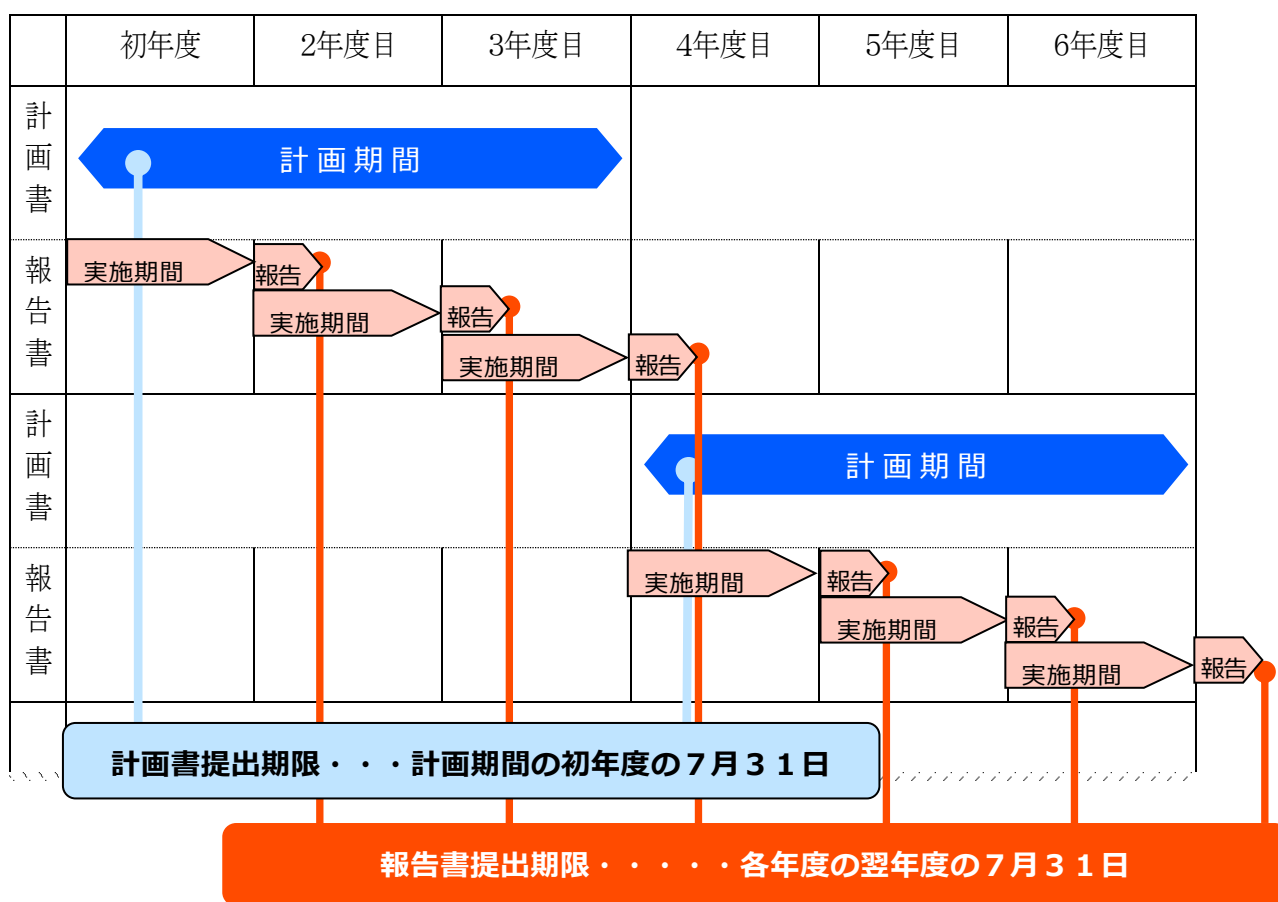 初年度
2年度目
3年度目
4年度目
5年度目
6年度目
計画書
計画期間
報告書
実施期間
報告
実施期間
報告
実施期間
報告
計画書
計画期間
報告書
実施期間
報告
実施期間
報告
実施期間
報告
計画書提出期限・・・計画期間の初年度の７月３１日
報告書提出期限・・・・・各年度の翌年度の７月３１日